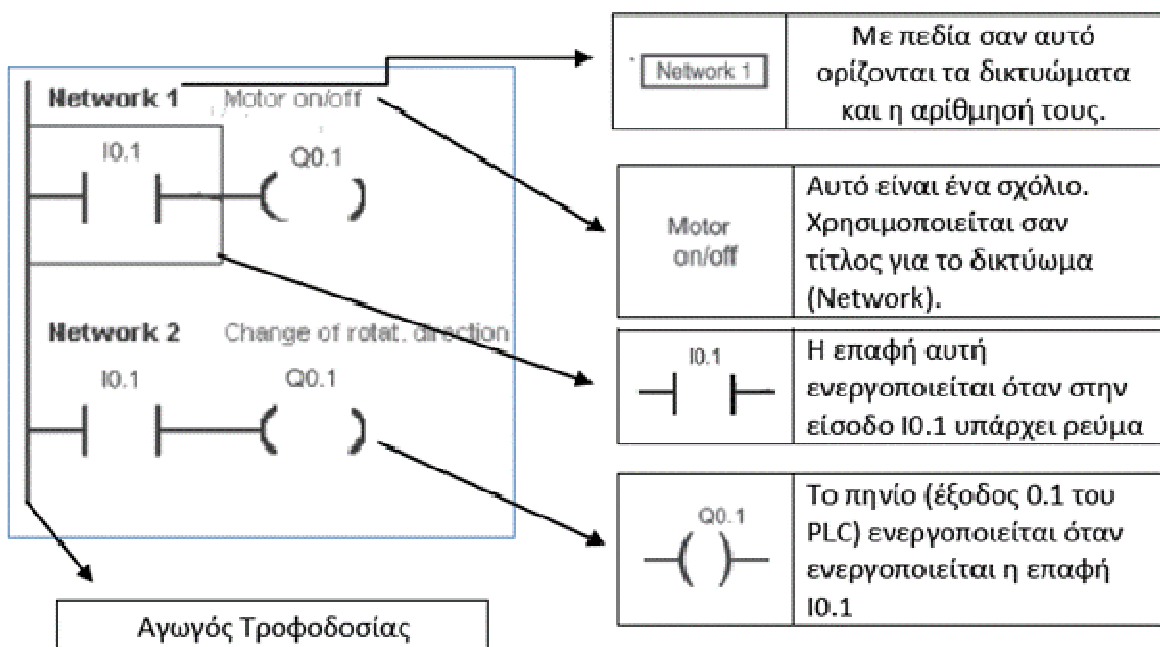 Network 1 Motor on/off
I0.1
Q0.1
Network 2 Change of rotat. direction
I0.1 Q0.1
Αγωγός Τροφοδοσίας
Network 1
Με πεδία σαν αυτό
ορίζονται τα δικτυώματα
και η αρίθμησή τους.
Motor
on/off
Αυτό είναι ένα σχόλιο.
Χρησιμοποιείται σαν
τίτλος για το δικτύωμα
(Network).
I0.1
Η επαφή αυτή
ενεργοποιείται όταν στην
είσοδο I0.1 υπάρχει ρεύμα
Q0.1
Το πηνίο (έξοδος 0.1 του
PLC) ενεργοποιείται όταν
ενεργοποιείται η επαφή
I0.1